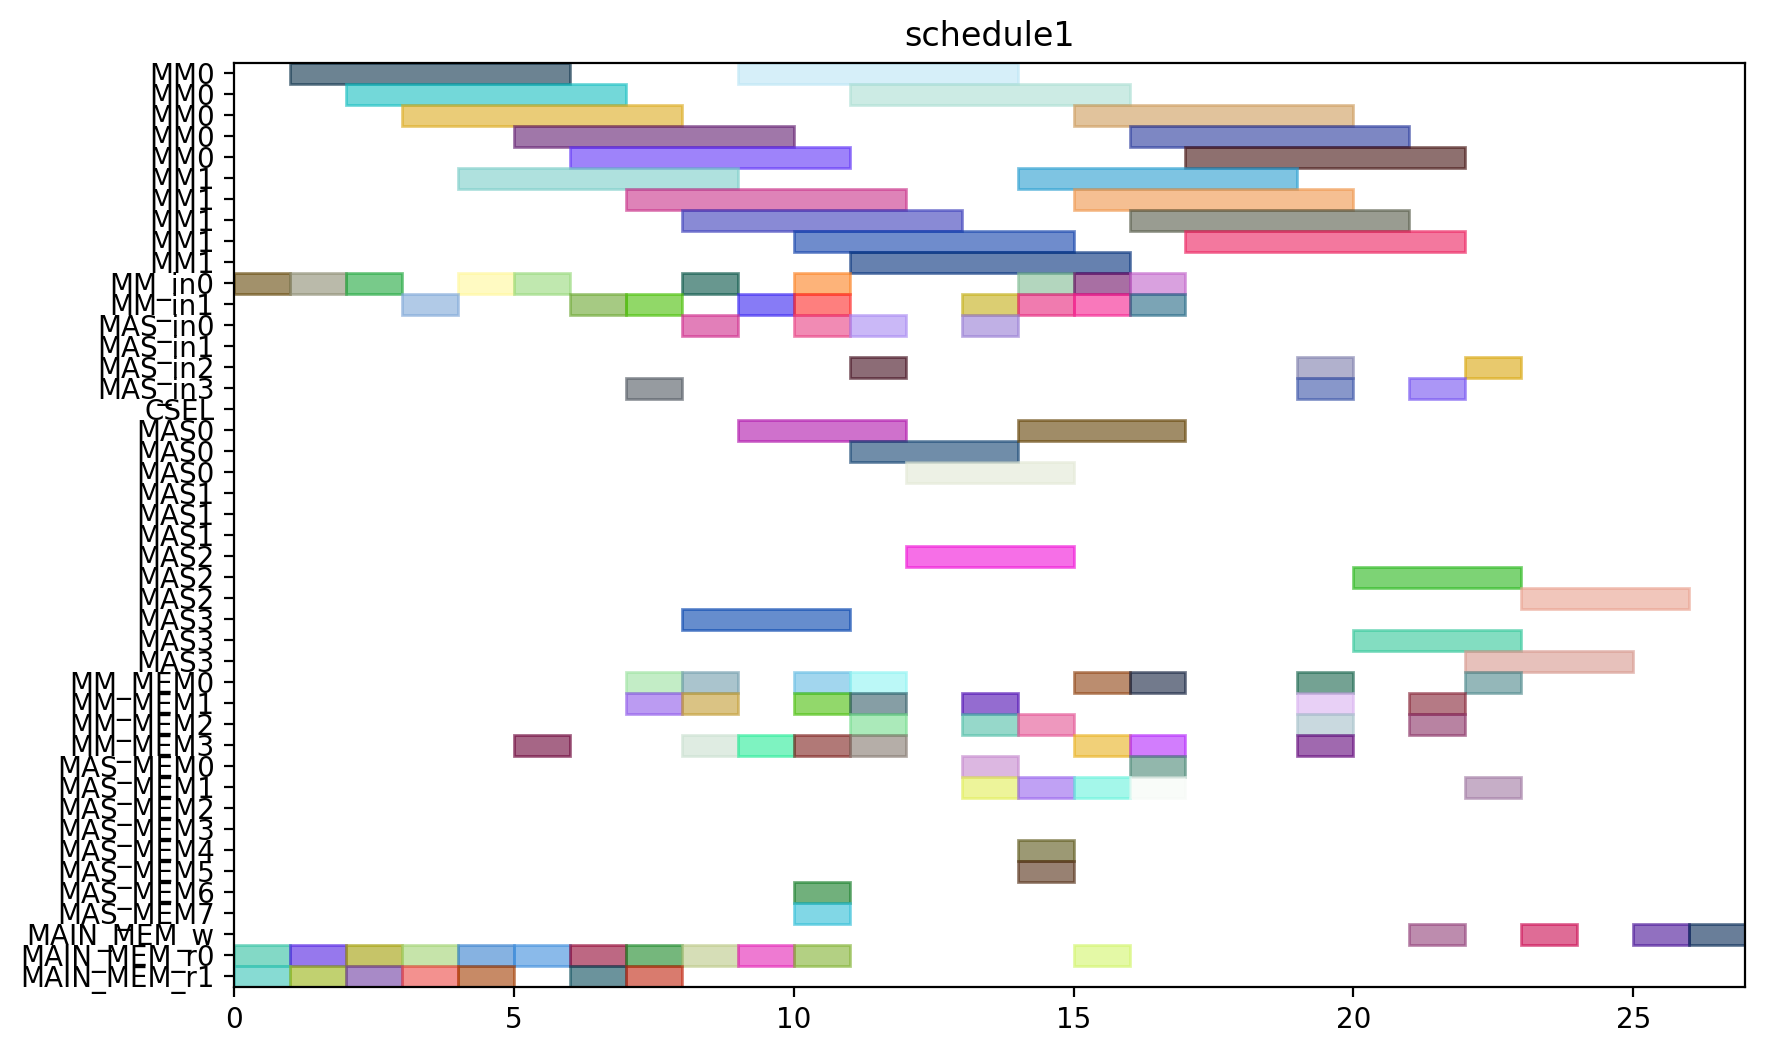 schedule1
MM0
MM0
MM0
MM0
MM0
MM1
MM1
MM1
MM1
MM1
MM_in0
MM_in1
MAS_in0
MAS_in1
MAS_in2
MAS_in3
CSEL
MAS0
MAS0
MAS0
MAS1
MAS1
MAS1
MAS2
MAS2
MAS2
MAS3
MAS3
MAS3
MM_MEM0
MM_MEM1
MM_MEM2
MM_MEM3
MAS_MEM0
MAS_MEM1
MAS_MEM2
MAS_MEM3
MAS_MEM4
MAS_MEM5
MAS_MEM6
MAS_MEM7
MAIN_MEM_w
MAIN_MEM_r0
MAIN_MEM_r1
0 5 10 15 20 25